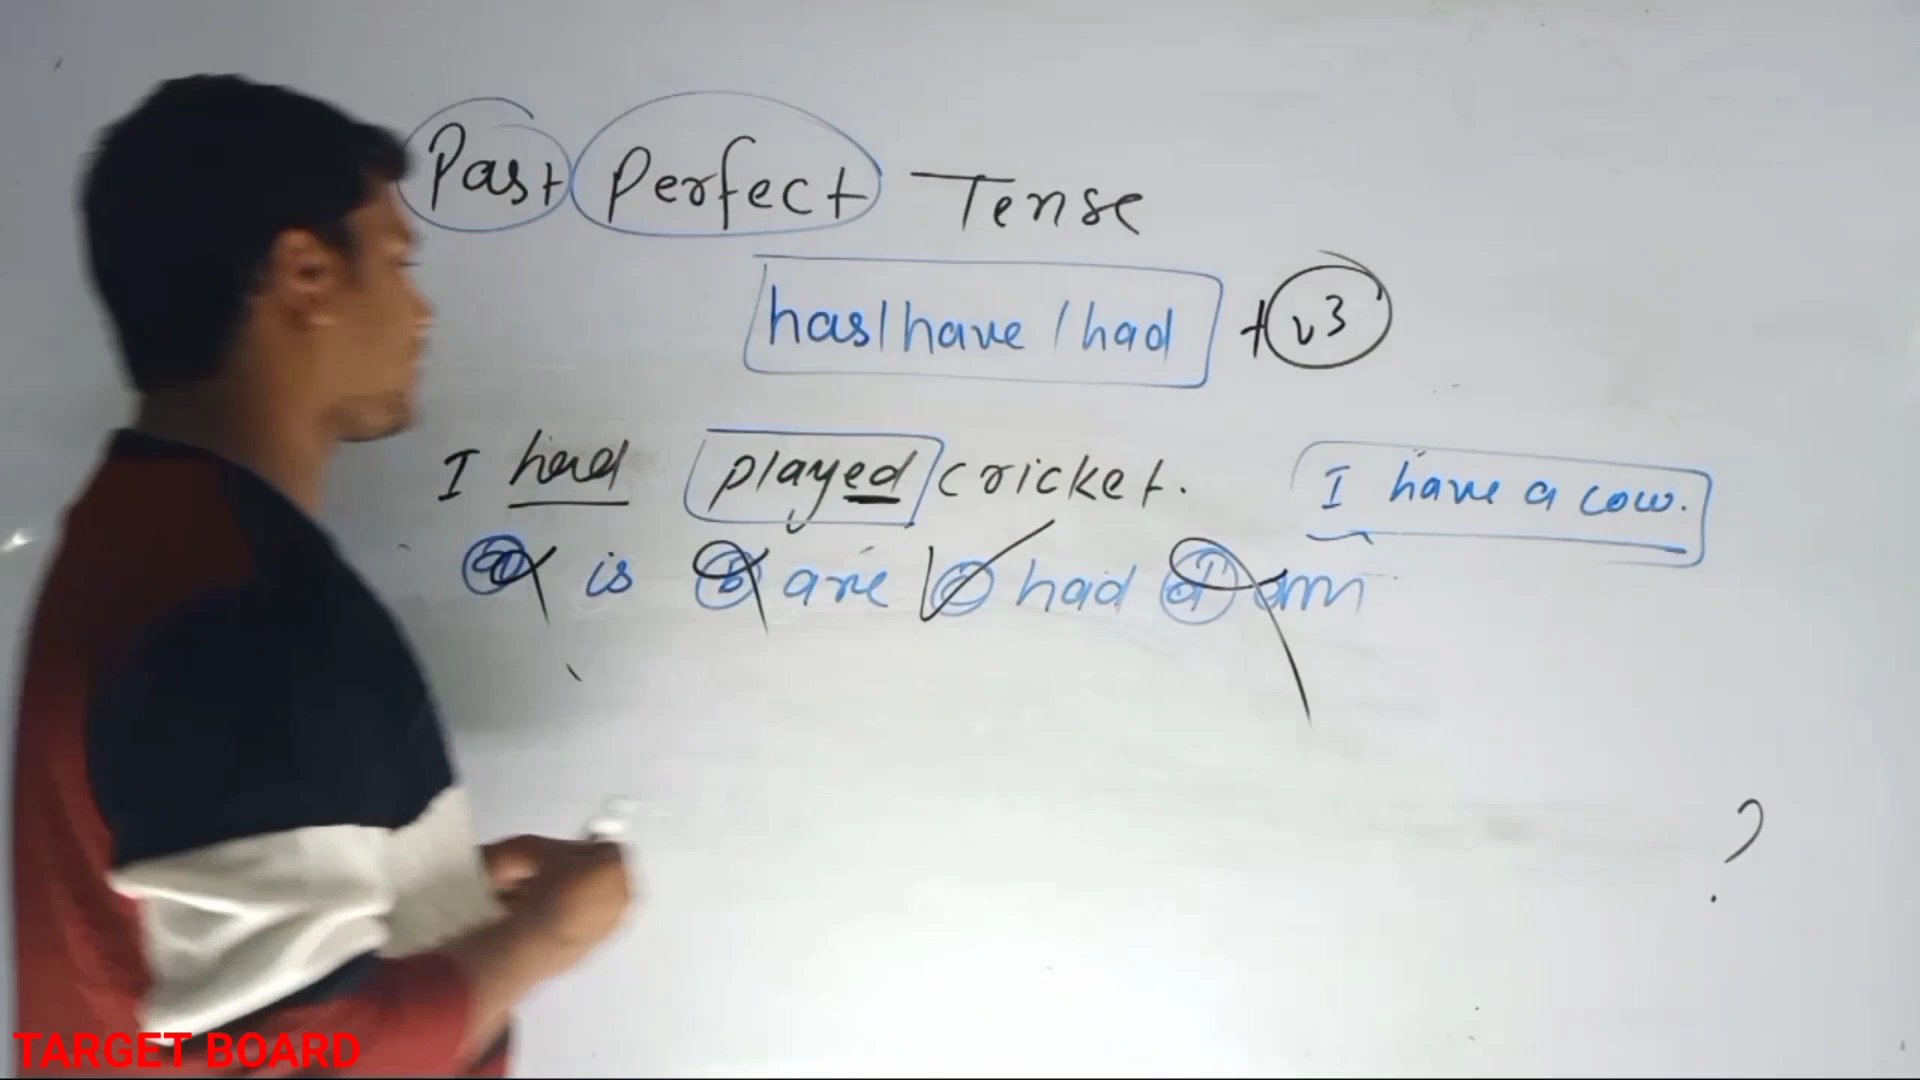 Past Perfect Tense
has/have/had + v3
I had played cricket.
I have a cow.
ⓐ is ⓑ are ⓒ had ⓓ am
?
TARGET BOARD